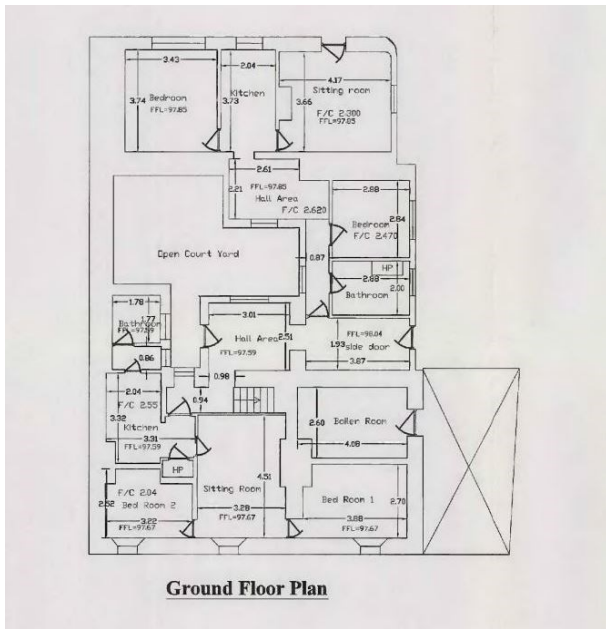 3.43
2.04
4.17
3.74
Bedroom
FFL=97.85
3.73
Kitchen
3.66
Sitting room
F/C 2.300
FFL=97.85
2.61
2.21
FFL=97.85
Hall Area
F/C 2.620
2.88
2.84
Bedroom
F/C 2.470
Open Court Yard
0.87
HP
2.88
2.00
Bathroom
1.78
1.77
Bathroom
FFL=97.59
3.01
2.51
Hall Area
FFL=97.59
FFL=98.04
1.93
side door
3.87
0.86
0.98
2.04
F/C 2.55
3.32
Kitchen
3.31
FFL=97.59
0.94
2.60
Boiler Room
4.08
HP
4.51
Sitting Room
3.28
FFL=97.67
F/C 2.04
Bed Room 2
3.22
FFL=97.67
Bed Room 1
2.70
3.88
FFL=97.67
Ground Floor Plan